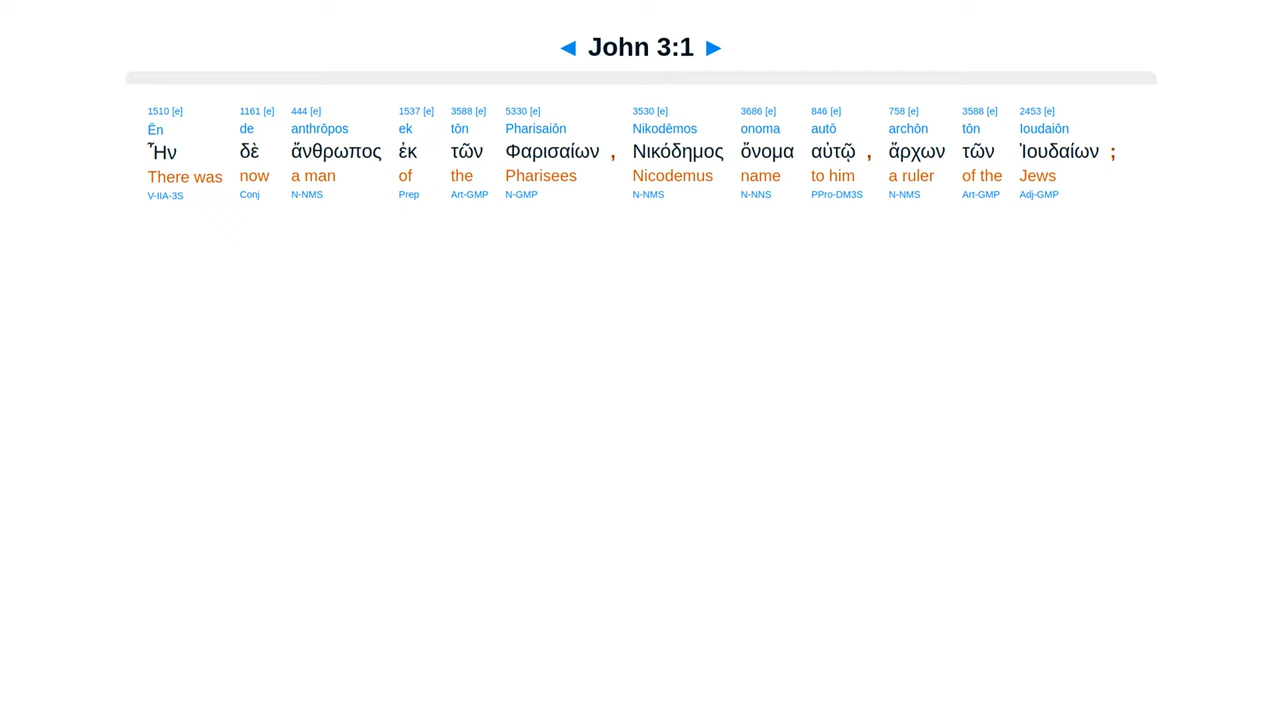 ◄ John 3:1 ►
1510 [e] 1161 [e] 444 [e] 1537 [e] 3588 [e] 5330 [e] 3530 [e] 3686 [e] 846 [e] 758 [e] 3588 [e] 2453 [e]
Ēn de anthrōpos ek tōn Pharisaiōn Nikodēmos onoma autō archōn tōn Ioudaiōn
Ἦν δὲ ἄνθρωπος ἐκ τῶν Φαρισαίων , Νικόδημος ὄνομα αὐτῷ , ἄρχων τῶν Ἰουδαίων ;
There was now a man of the Pharisees Nicodemus name to him a ruler of the Jews
V-IIA-3S Conj N-NMS Prep Art-GMP N-GMP N-NMS N-NNS PPro-DM3S N-NMS Art-GMP Adj-GMP